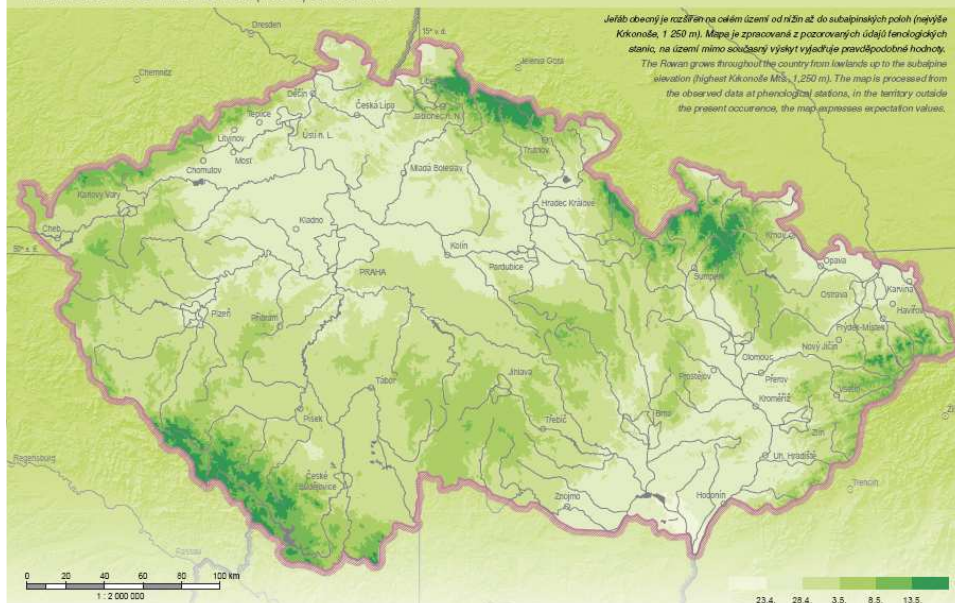 Jeřáb obecný je rozšířen na celém území od nížin až do subalpínských poloh (nejvýše
Krkonoše, 1 250 m). Mapa je zpracovaná z pozorovaných údajů fenologických
stanic, na území mimo současný výskyt vyjadřuje pravděpodobné hodnoty.
The Rowan grows throughout the country from lowlands up to the subalpine
elevation (highest Krkonoše Mts., 1,250 m). The map is processed from
the observed data at phenological stations, in the territory outside
the present occurrence, the map expresses expectation values.
15° v. d.
Dresden
Chemnitz
Jelenia Góra
Děčín
Česká Lípa
Jablonec n. N.
Teplice
Ústí n. L.
Litvínov
Most
Chomutov
Trutnov
Mladá Boleslav
Karlovy Vary
Hradec Králové
Cheb
Kladno
50° s. š.
Kolín
Pardubice
PRAHA
Krnov
Opava
Šumperk
Ostrava
Karviná
Havířov
Plzeň
Příbram
Frýdek-Místek
Nový Jičín
Olomouc
Tábor
Jihlava
Prostějov
Přerov
Vsetín
Písek
Třebíč
Brno
Kroměříž
Zlín
Uh. Hradiště
Regensburg
České
Budějovice
Znojmo
Hodonín
Trenčín
Passau
0 20 40 60 80 100 km
1 : 2 000 000
23.4. 28.4. 3.5. 8.5. 13.5.